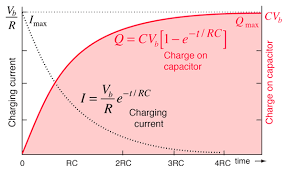 V_b/R
I_max
CV_b
Q_max
Q = CV_b[1 − e^{−t/RC}]
Charge on
capacitor
I = V_b/R e^{−t/RC}
Charging
current
Charging current
Charge on capacitor
0 RC 2RC 3RC 4RC time